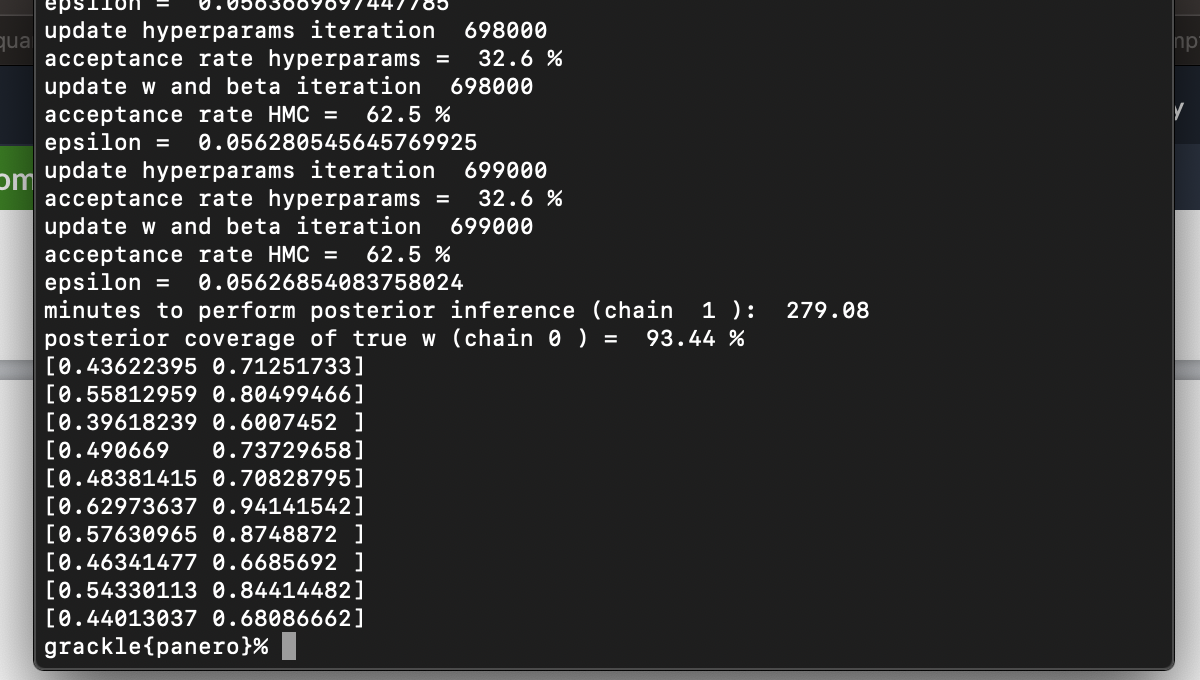 epsilon =  0.0563669697447785
update hyperparams iteration  698000
acceptance rate hyperparams =  32.6 %
update w and beta iteration  698000
acceptance rate HMC =  62.5 %
epsilon =  0.056280545645769925
update hyperparams iteration  699000
acceptance rate hyperparams =  32.6 %
update w and beta iteration  699000
acceptance rate HMC =  62.5 %
epsilon =  0.05626854083758024
minutes to perform posterior inference (chain  1 ):  279.08
posterior coverage of true w (chain 0 ) =  93.44 %
[0.43622395 0.71251733]
[0.55812959 0.80499466]
[0.39618239 0.6007452 ]
[0.490669   0.73729658]
[0.48381415 0.70828795]
[0.62973637 0.94141542]
[0.57630965 0.8748872 ]
[0.46341477 0.6685692 ]
[0.54330113 0.84414482]
[0.44013037 0.68086662]
grackle{panero}%